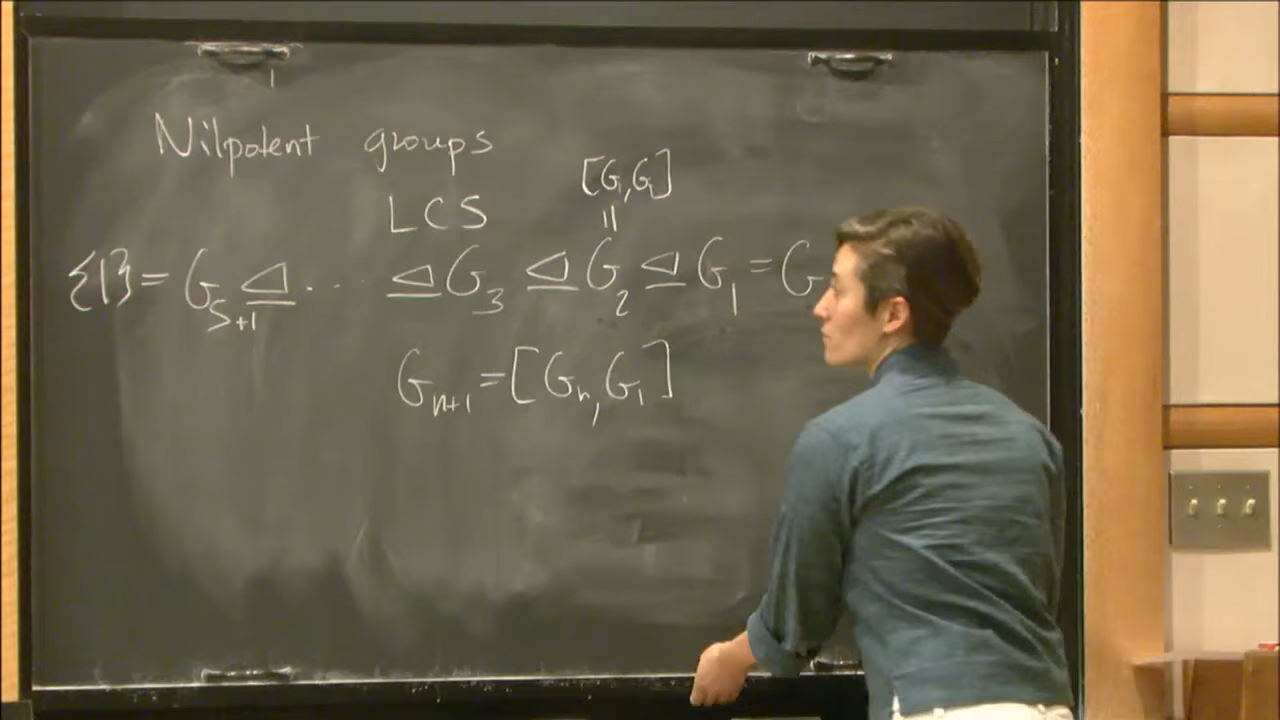 Nilpotent groups
[G,G]
LCS =
{1} = G_{S+1} ⊴ ... ⊴ G_3 ⊴ G_2 ⊴ G_1 = G
G_{n+1} = [G_n, G_1]